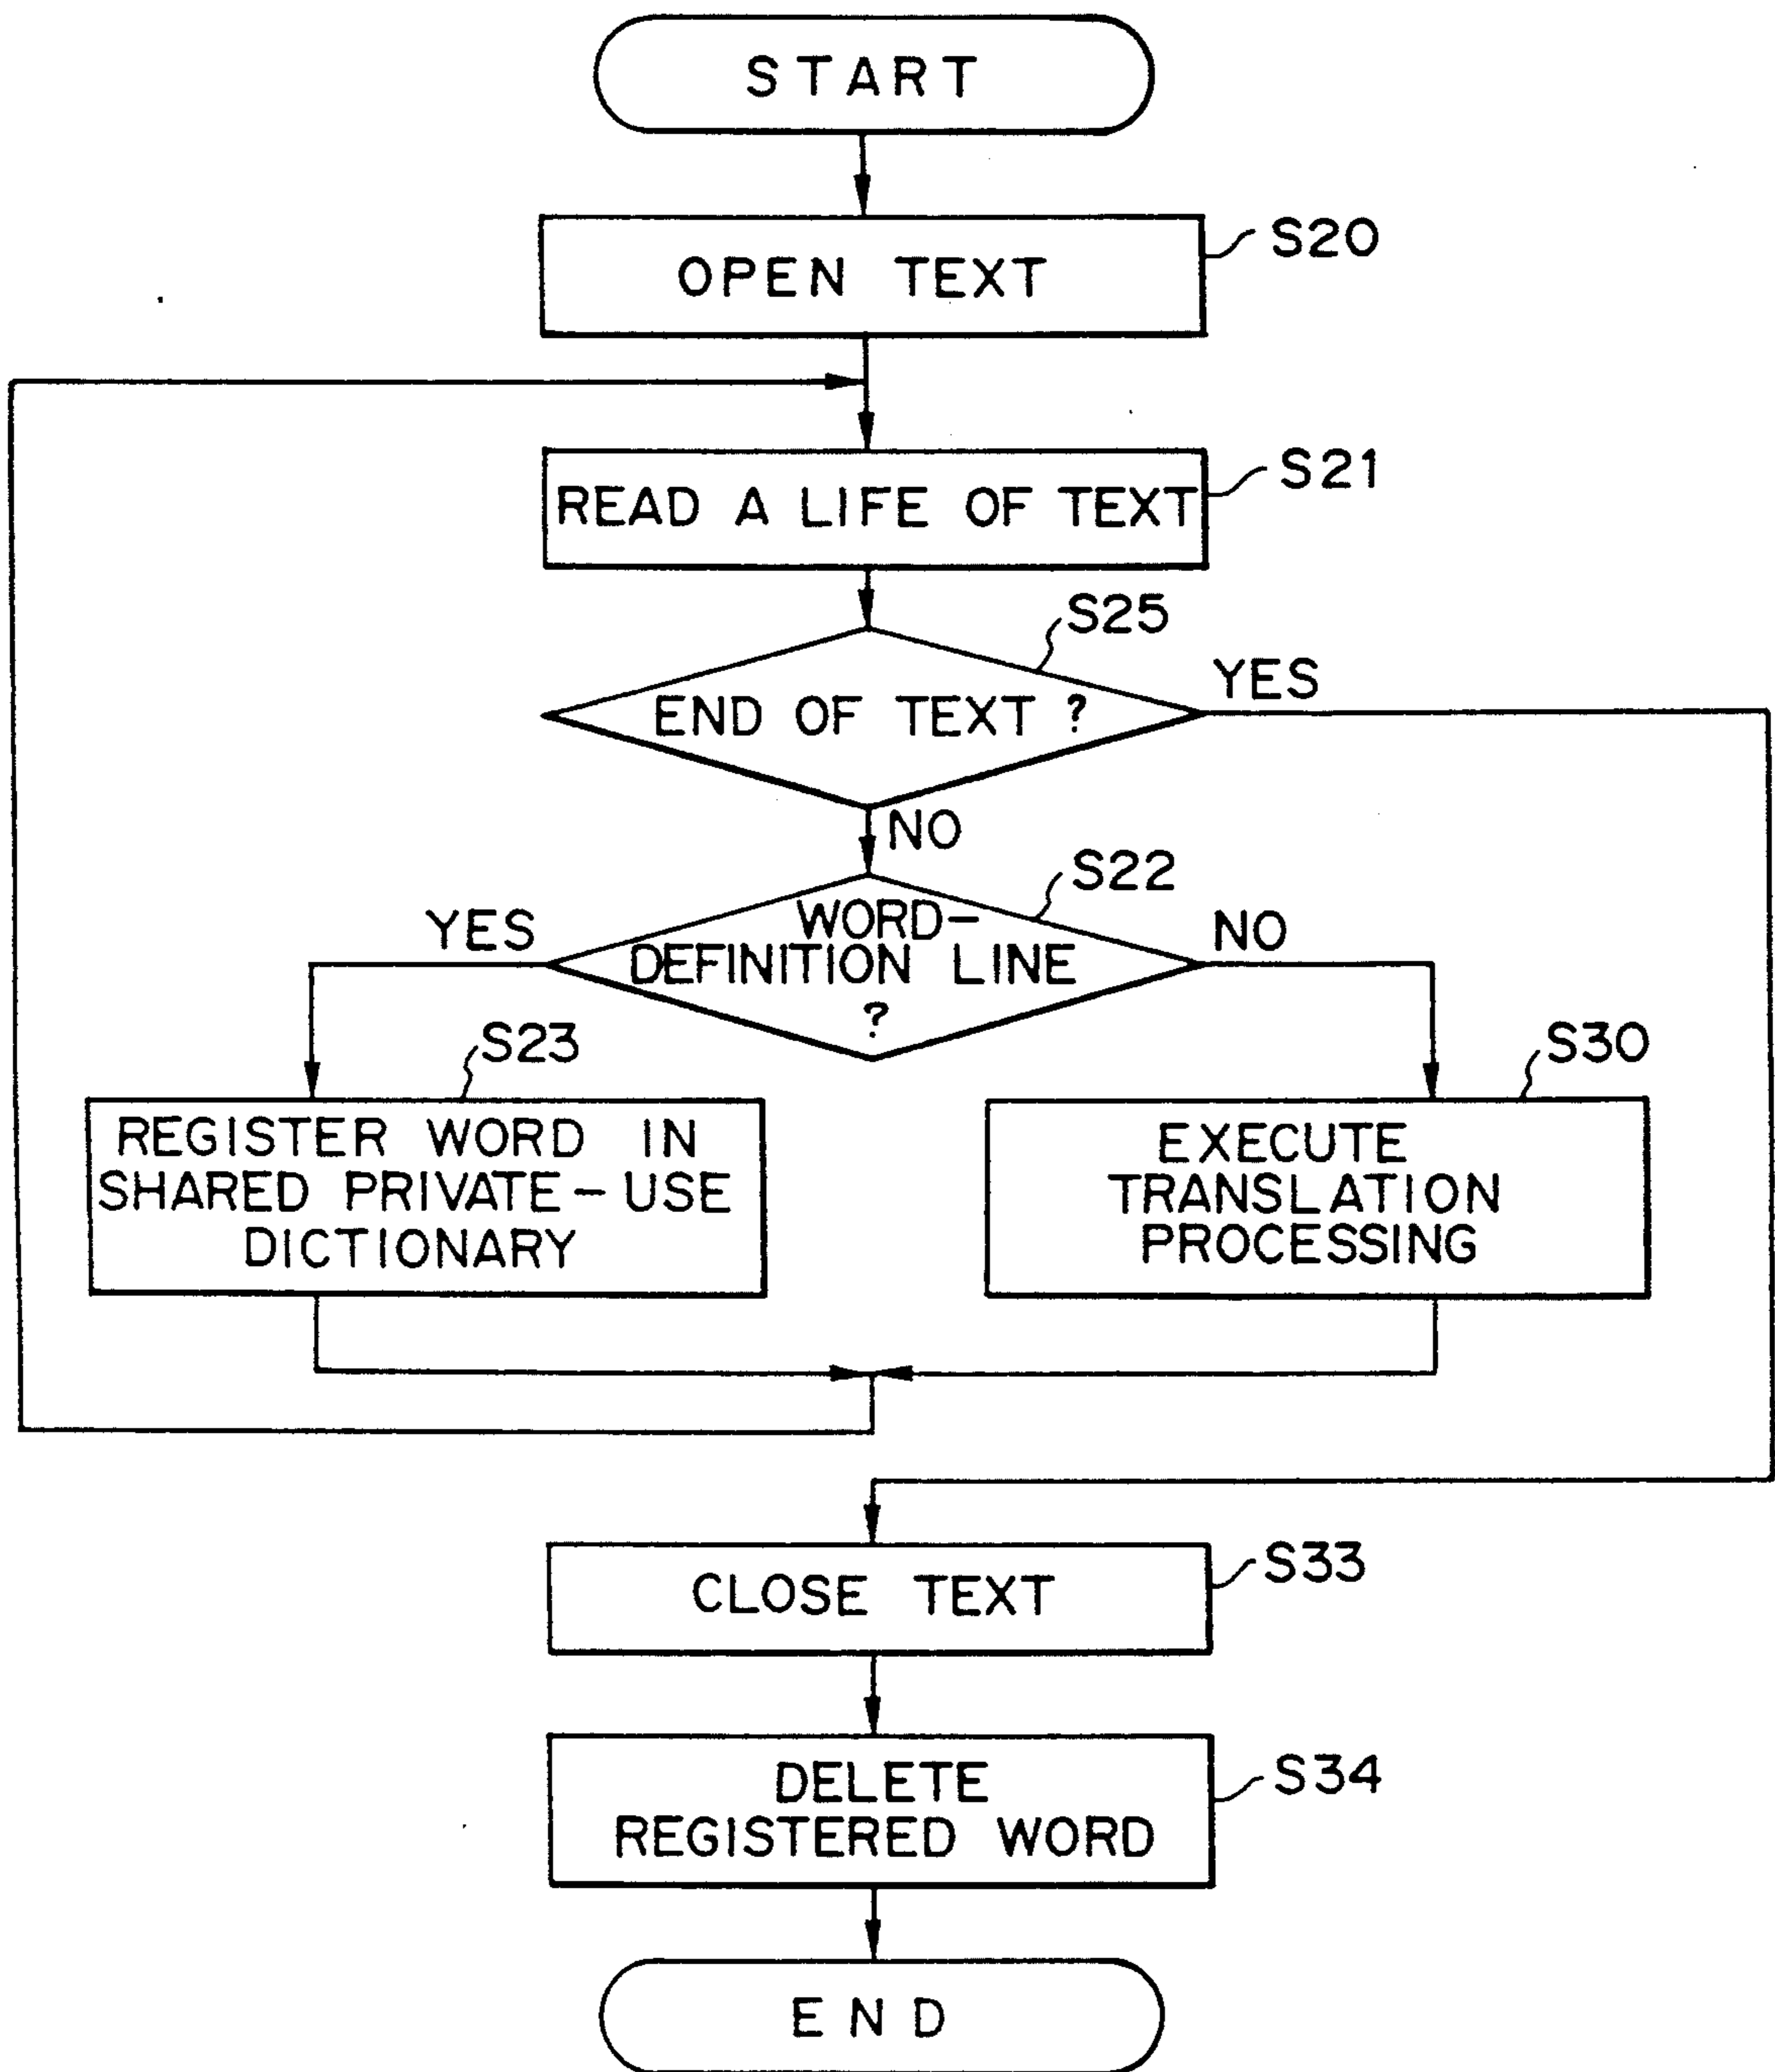 START
S20
OPEN TEXT
S21
READ A LIFE OF TEXT
S25
YES
END OF TEXT ?
NO
S22
YES
WORD-
NO
DEFINITION LINE
?
S23
S30
REGISTER WORD IN
SHARED PRIVATE-USE
DICTIONARY
EXECUTE
TRANSLATION
PROCESSING
S33
CLOSE TEXT
S34
DELETE
REGISTERED WORD
END